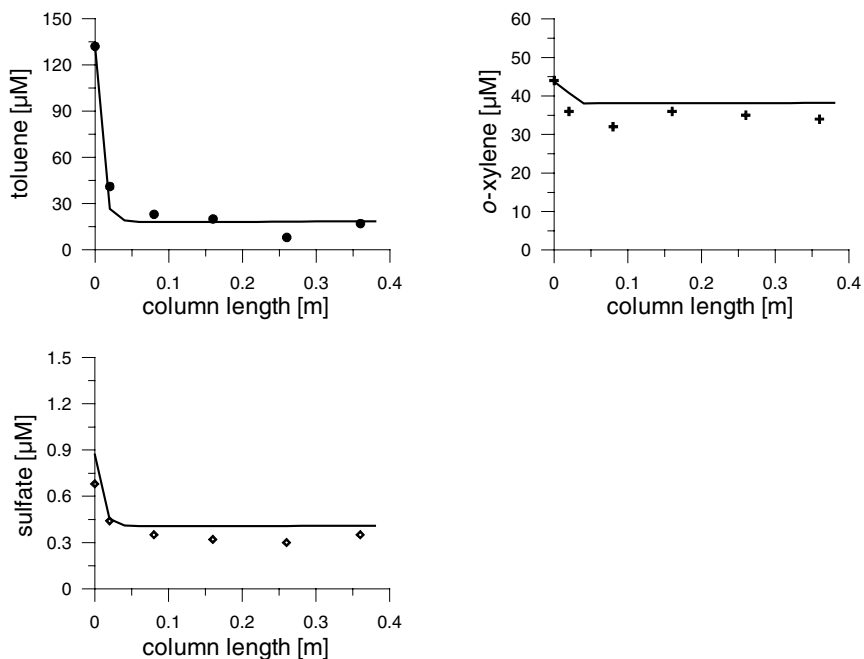 toluene [µM]
150
120
90
60
30
0
0 0.1 0.2 0.3 0.4
column length [m]
o-xylene [µM]
60
50
40
30
20
10
0
0 0.1 0.2 0.3 0.4
column length [m]
sulfate [µM]
1.5
1.2
0.9
0.6
0.3
0
0 0.1 0.2 0.3 0.4
column length [m]